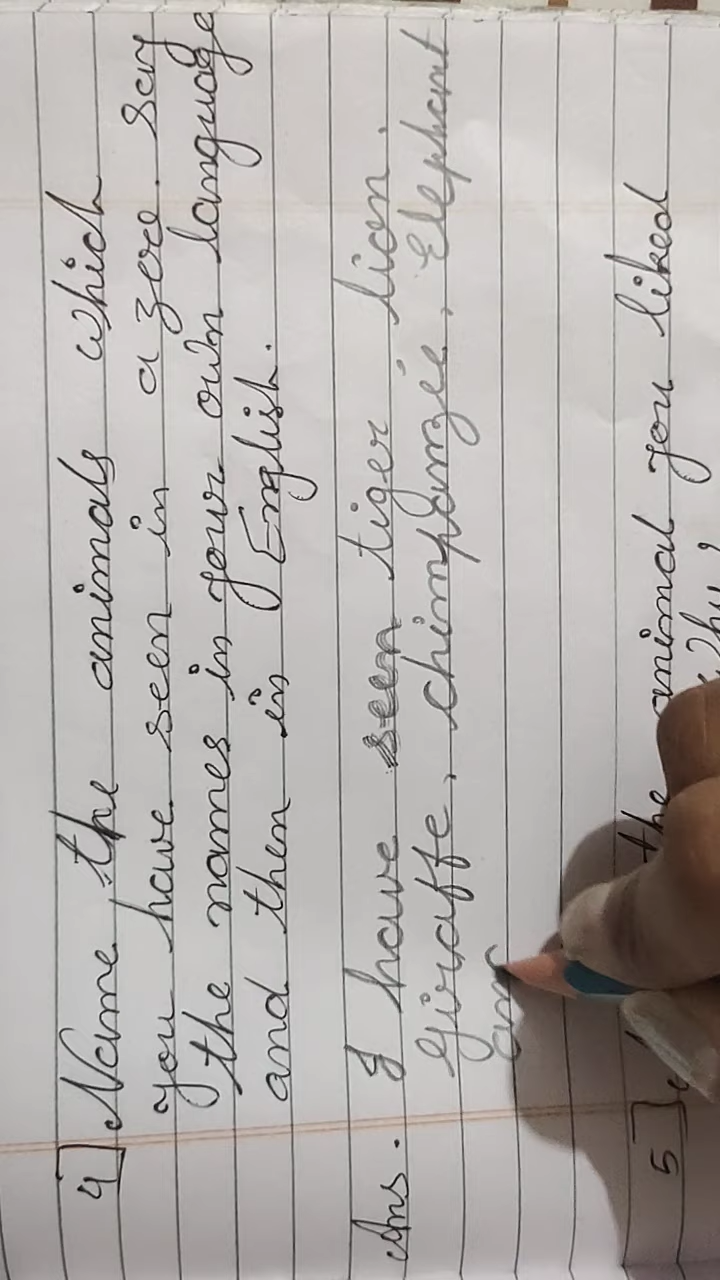 4] Name the animals which
you have seen in a zoo. Say
the names in your own language
and then in English.
Ans. I have seen tiger lion.
Giraffe, chimpanzee, Elephant
an
5] the animal you liked